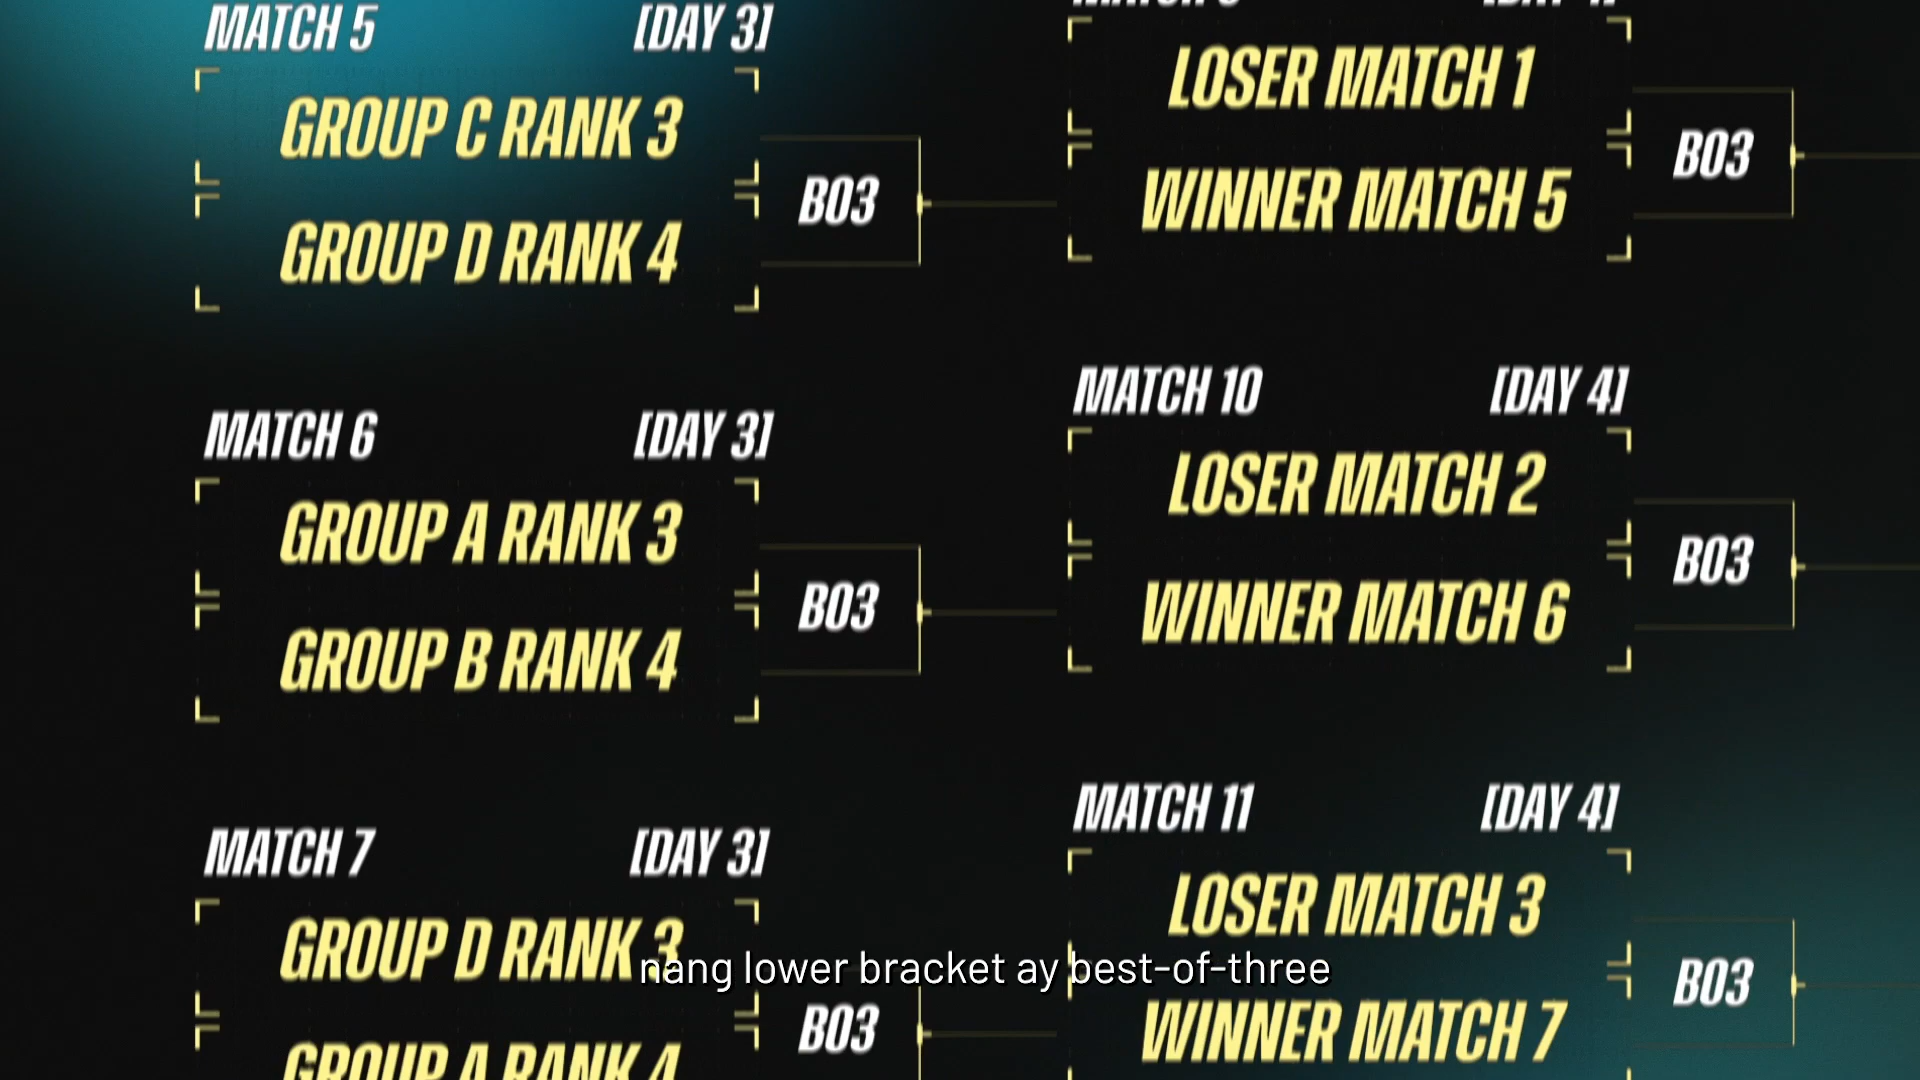 MATCH 5 [DAY 3]
GROUP C RANK 3
GROUP D RANK 4
BO3
MATCH 6 [DAY 3]
GROUP A RANK 3
GROUP B RANK 4
BO3
MATCH 7 [DAY 3]
GROUP D RANK 3
GROUP A RANK 4
BO3
LOSER MATCH 1
WINNER MATCH 5
BO3
MATCH 10 [DAY 4]
LOSER MATCH 2
WINNER MATCH 6
BO3
MATCH 11 [DAY 4]
LOSER MATCH 3
WINNER MATCH 7
BO3
nang lower bracket ay best-of-three